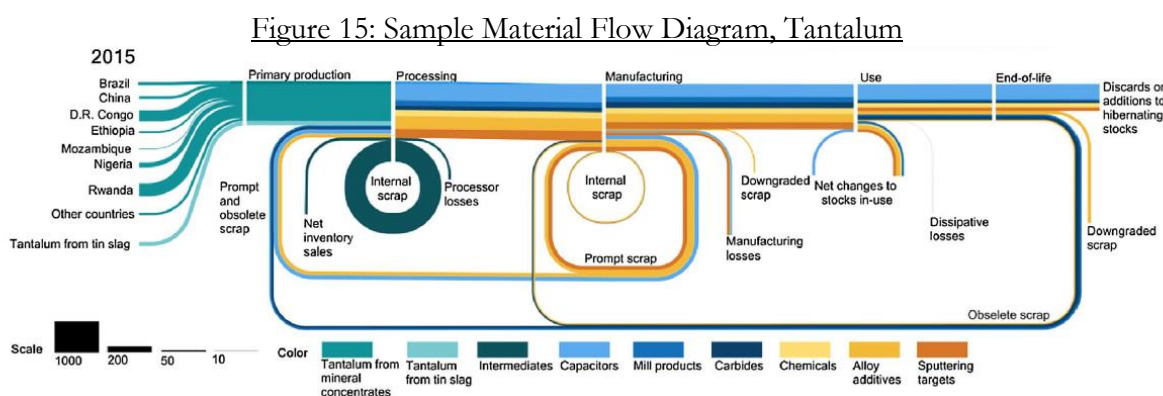 Figure 15: Sample Material Flow Diagram, Tantalum
2015
Primary production
Processing
Manufacturing
Use
End-of-life
Brazil
China
D.R. Congo
Ethiopia
Mozambique
Nigeria
Rwanda
Other countries
Tantalum from tin slag
Discards or
additions to
hibernating
stocks
Prompt
and
obsolete
scrap
Net
inventory
sales
Internal
scrap
Processor
losses
Internal
scrap
Prompt scrap
Downgraded
scrap
Manufacturing
losses
Net changes to
stocks in-use
Dissipative
losses
Downgraded
scrap
Obselete scrap
Scale
1000
200
50
10
Color
Tantalum from
mineral
concentrates
Tantalum
from tin slag
Intermediates
Capacitors
Mill products
Carbides
Chemicals
Alloy
additives
Sputtering
targets